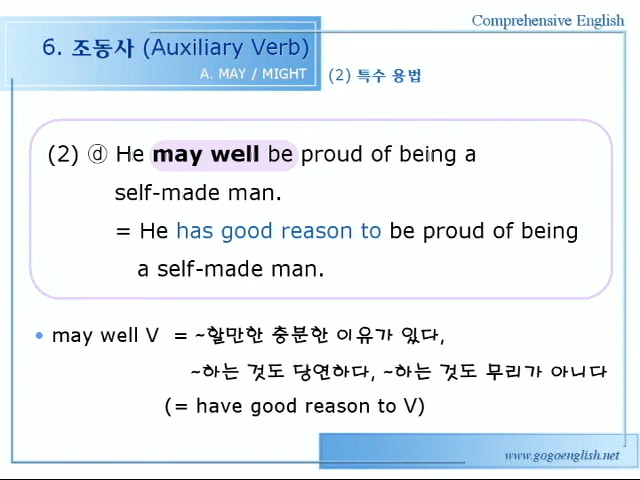 Comprehensive English
6. 조동사 (Auxiliary Verb)
A. MAY / MIGHT
(2) 특수 용법
(2) ⓓ He may well be proud of being a
self-made man.
= He has good reason to be proud of being
a self-made man.
• may well V = ~할만한 충분한 이유가 있다,
~하는 것도 당연하다, ~하는 것도 무리가 아니다
(= have good reason to V)
www.gogoenglish.net